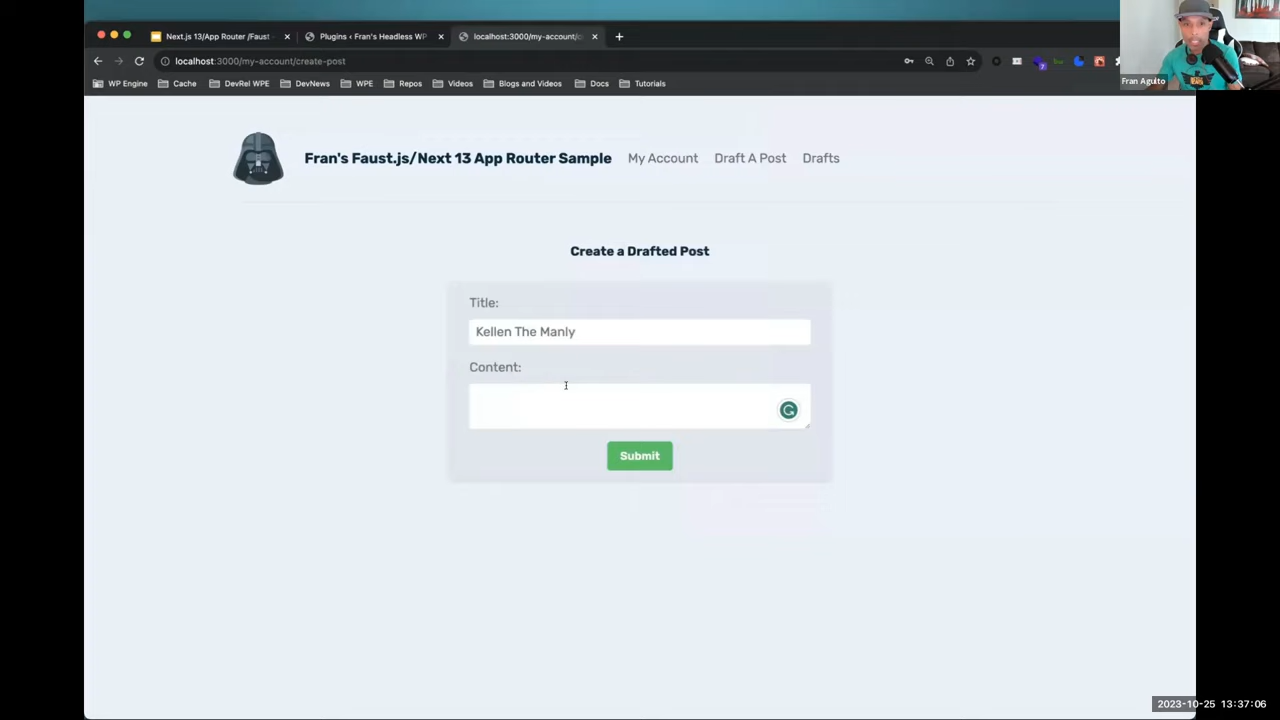 Next.js 13/App Router /Faust
Plugins ‹ Fran's Headless WP
localhost:3000/my-account/
localhost:3000/my-account/create-post
WP Engine
Cache
DevRel WPE
DevNews
WPE
Repos
Videos
Blogs and Videos
Docs
Tutorials
Fran Agulto
Fran's Faust.js/Next 13 App Router Sample
My Account
Draft A Post
Drafts
Create a Drafted Post
Title:
Kellen The Manly
Content:
Submit
2023-10-25 13:37:06